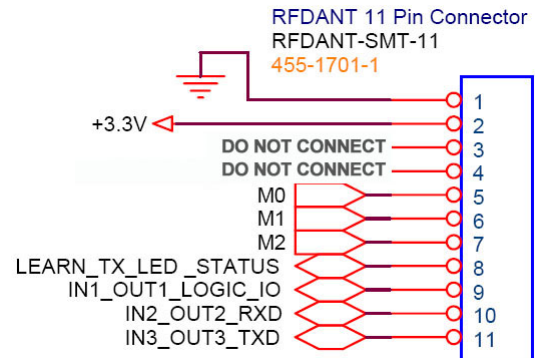 RFDANT 11 Pin Connector
RFDANT-SMT-11
455-1701-1
1
+3.3V 2
DO NOT CONNECT 3
DO NOT CONNECT 4
M0 5
M1 6
M2 7
LEARN_TX_LED _STATUS 8
IN1_OUT1_LOGIC_IO 9
IN2_OUT2_RXD 10
IN3_OUT3_TXD 11